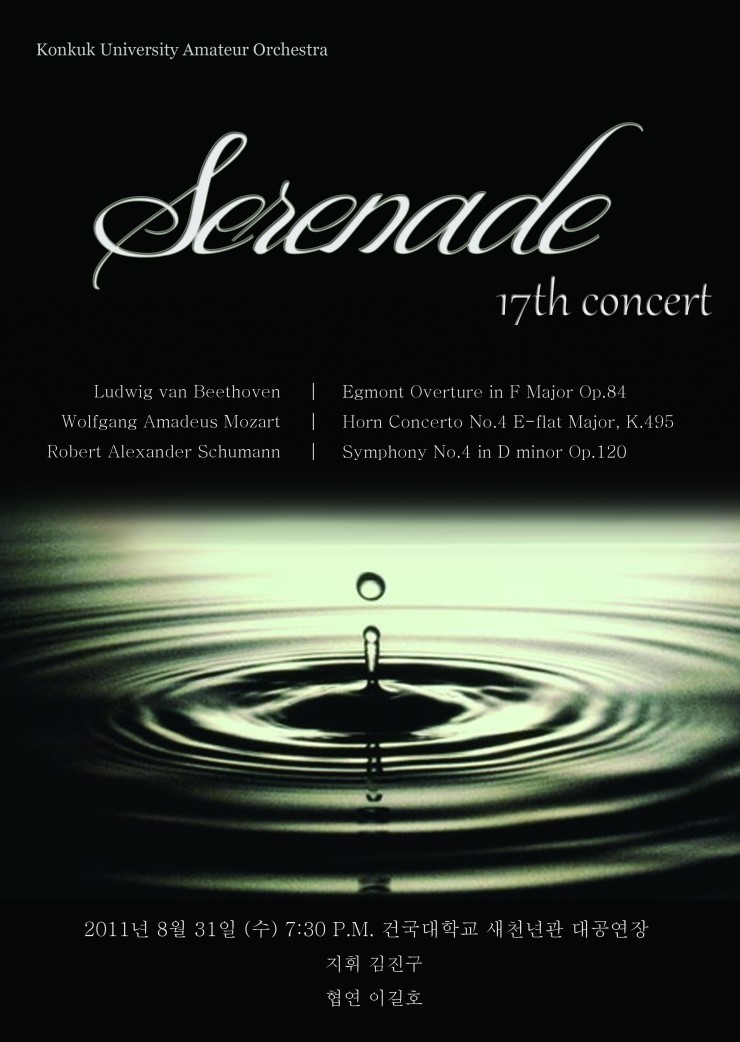 Konkuk University Amateur Orchestra
Serenade
17th concert
Ludwig van Beethoven | Egmont Overture in F Major Op.84
Wolfgang Amadeus Mozart | Horn Concerto No.4 E-flat Major, K.495
Robert Alexander Schumann | Symphony No.4 in D minor Op.120
2011년 8월 31일 (수) 7:30 P.M. 건국대학교 새천년관 대공연장
지휘 김진구
협연 이길호